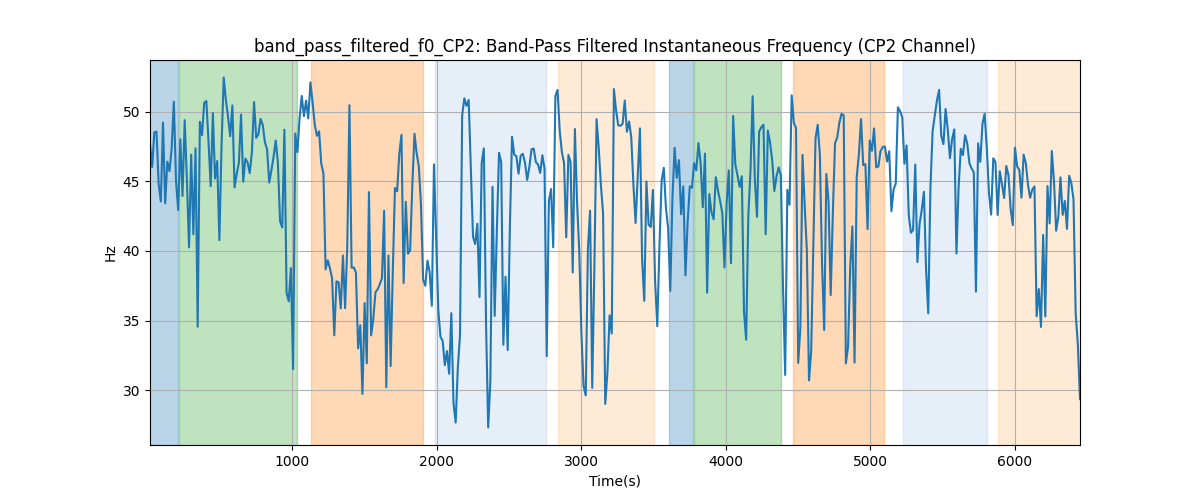 band_pass_filtered_f0_CP2: Band-Pass Filtered Instantaneous Frequency (CP2 Channel)
50
45
40
35
30
Hz
1000 2000 3000 4000 5000 6000
Time(s)